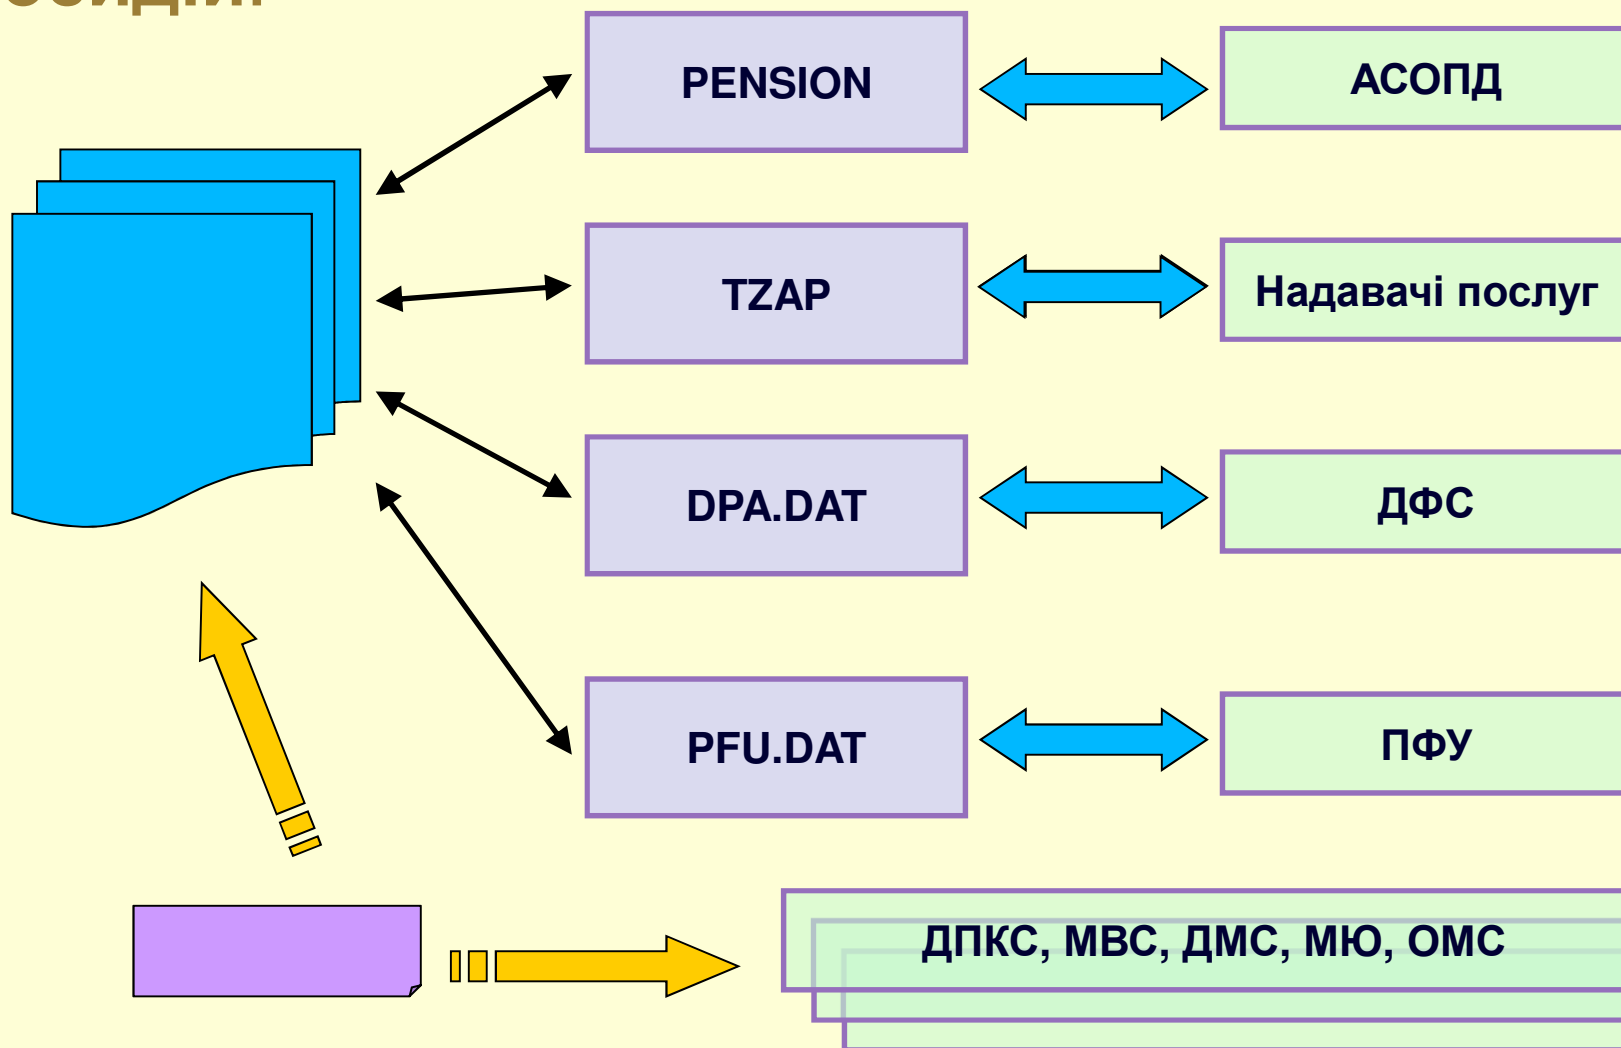 PENSION
АСОПД
TZAP
Надавачі послуг
DPA.DAT
ДФС
PFU.DAT
ПФУ
ДПКС, МВС, ДМС, МЮ, ОМС